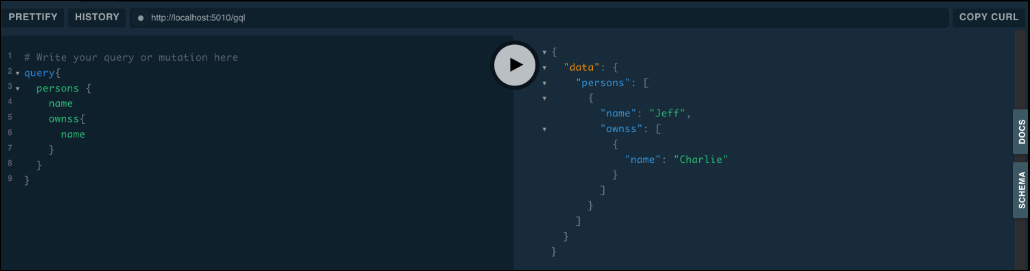 PRETTIFY HISTORY http://localhost:5010/gql COPY CURL
1 # Write your query or mutation here
2 query{
3 persons {
4 name
5 ownss{
6 name
7 }
8 }
9 }
{
"data": {
"persons": [
{
"name": "Jeff",
"ownss": [
{
"name": "Charlie"
}
]
}
]
}
}
DOCS
SCHEMA